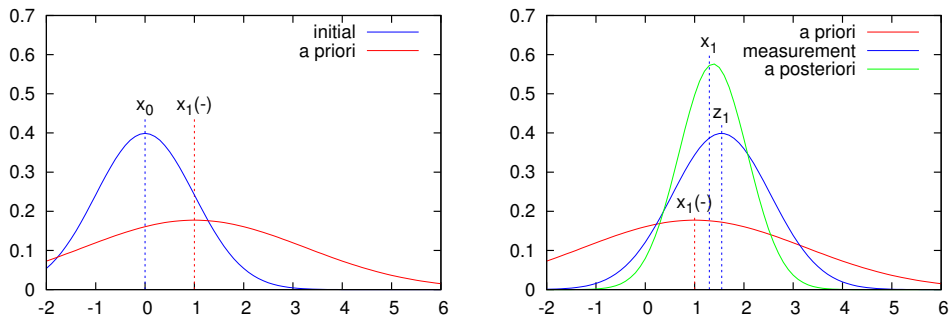 0.7
0.6
0.5
0.4
0.3
0.2
0.1
0
-2 -1 0 1 2 3 4 5 6
initial
a priori
x0
x1(-)
0.7
0.6
0.5
0.4
0.3
0.2
0.1
0
-2 -1 0 1 2 3 4 5 6
a priori
measurement
a posteriori
x1
z1
x1(-)